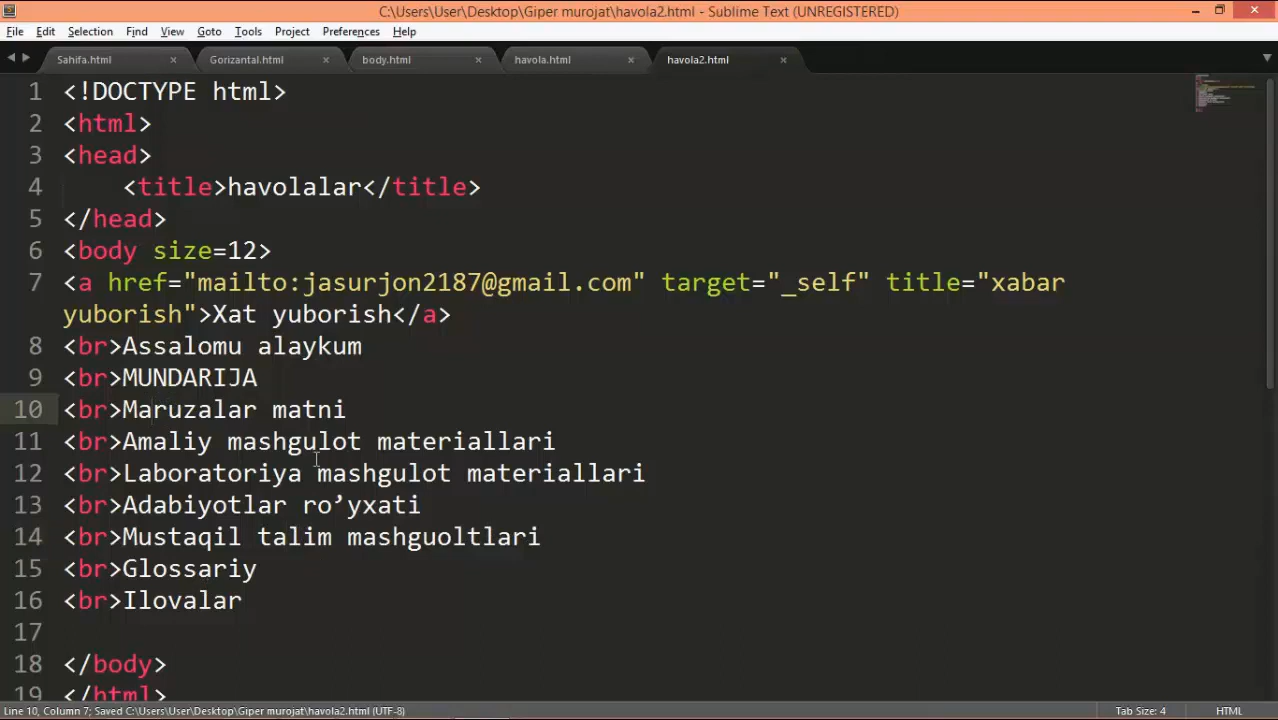 C:\Users\User\Desktop\Giper murojat\havola2.html - Sublime Text (UNREGISTERED)
File Edit Selection Find View Goto Tools Project Preferences Help
Sahifa.html Gorizantal.html body.html havola.html havola2.html
1 <!DOCTYPE html>
2 <html>
3 <head>
4 <title>havolalar</title>
5 </head>
6 <body size=12>
7 <a href="mailto:jasurjon2187@gmail.com" target="_self" title="xabar
yuborish">Xat yuborish</a>
8 <br>Assalomu alaykum
9 <br>MUNDARIJA
10 <br>Maruzalar matni
11 <br>Amaliy mashgulot materiallari
12 <br>Laboratoriya mashgulot materiallari
13 <br>Adabiyotlar ro’yxati
14 <br>Mustaqil talim mashguoltlari
15 <br>Glossariy
16 <br>Ilovalar
17
18 </body>
19 </html>
Line 10, Column 7; Saved C:\Users\User\Desktop\Giper murojat\havola2.html (UTF-8) Tab Size: 4 HTML